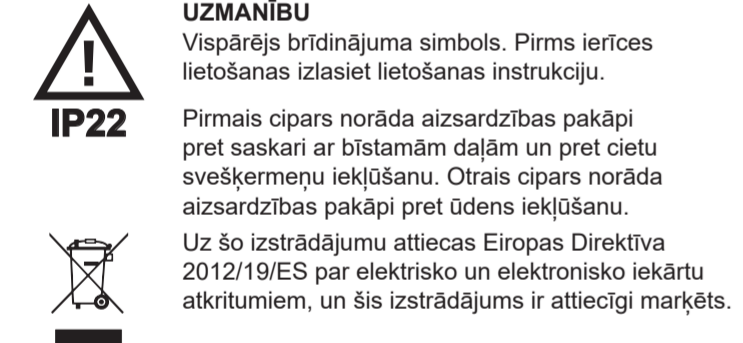 UZMANĪBU
Vispārējs brīdinājuma simbols. Pirms ierīces
lietošanas izlasiet lietošanas instrukciju.
IP22
Pirmais cipars norāda aizsardzības pakāpi
pret saskari ar bīstamām daļām un pret cietu
svešķermeņu iekļūšanu. Otrais cipars norāda
aizsardzības pakāpi pret ūdens iekļūšanu.
Uz šo izstrādājumu attiecas Eiropas Direktīva
2012/19/ES par elektrisko un elektronisko iekārtu
atkritumiem, un šis izstrādājums ir attiecīgi marķēts.